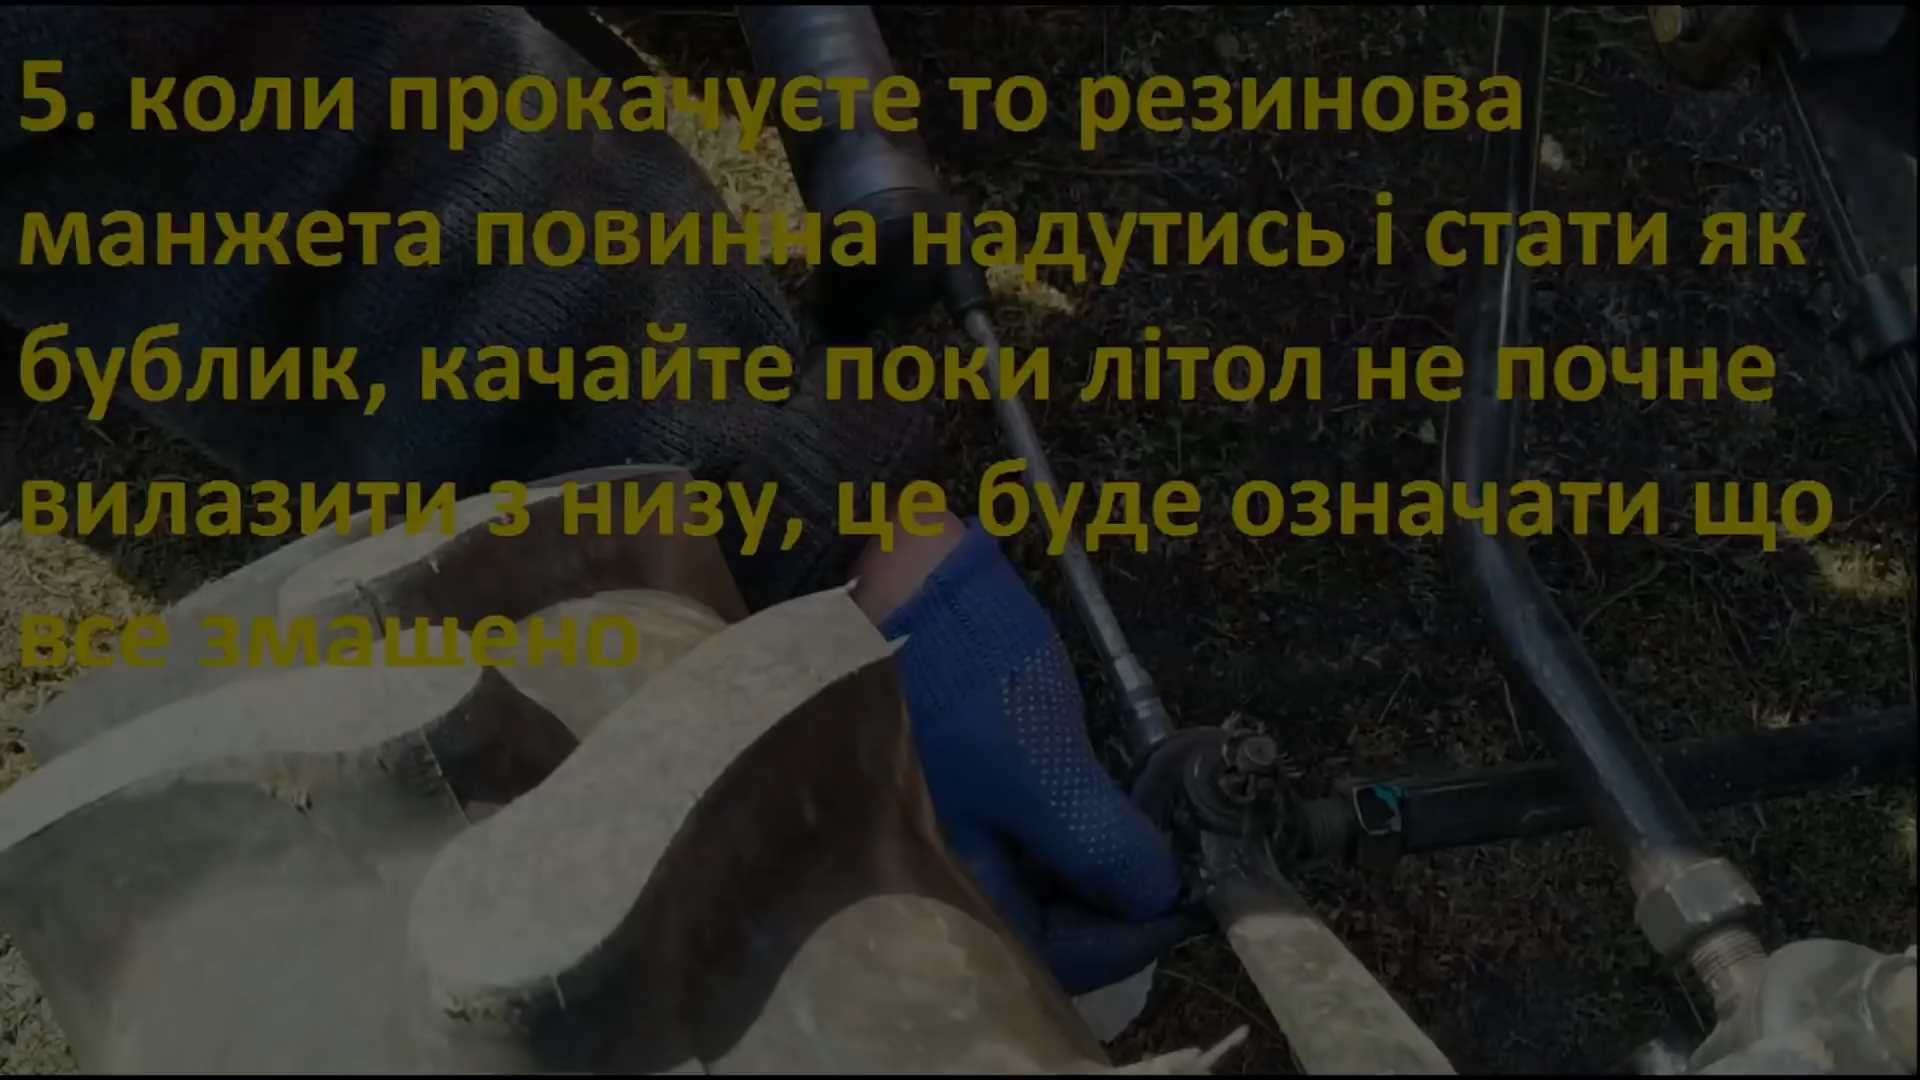 5. коли прокачуєте то резинова
манжета повинна надутись і стати як
бублик, качайте поки літол не почне
вилазити з низу, це буде означати що
все змащено